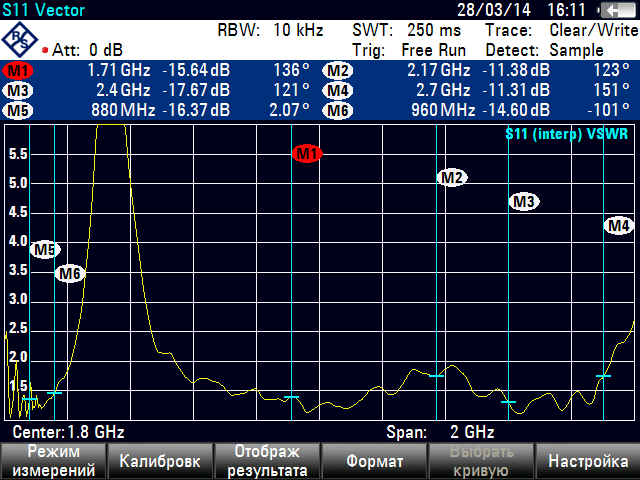 S11 Vector 28/03/14 16:11
RBW: 10 kHz SWT: 250 ms Trace: Clear/Write
Att: 0 dB Trig: Free Run Detect: Sample
M1 1.71 GHz -15.64 dB 136° M2 2.17 GHz -11.38 dB 123°
M3 2.4 GHz -17.67 dB 121° M4 2.7 GHz -11.31 dB 151°
M5 880 MHz -16.37 dB 2.07° M6 960 MHz -14.60 dB -101°
S11 (interp) VSWR
5.5 M1
5.0 M2
4.5 M3
4.0 M5 M4
3.5 M6
3.0
2.5
2.0
1.5
Center: 1.8 GHz Span: 2 GHz
Режим измерений Калибровк Отображ результата Формат Выбрать кривую Настройка